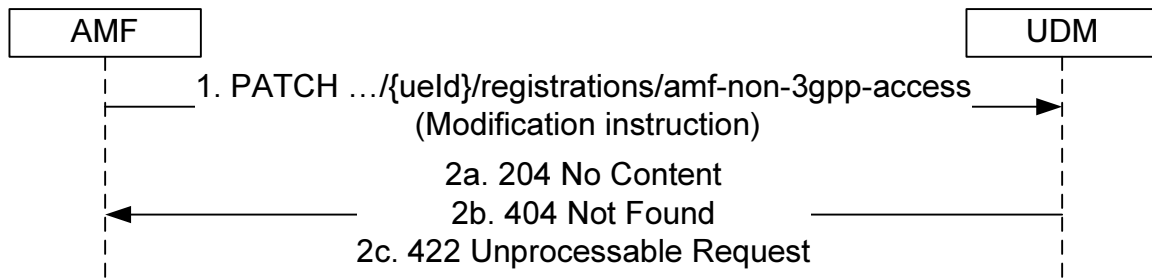 AMF
UDM
1. PATCH …/{ueId}/registrations/amf-non-3gpp-access
(Modification instruction)
2a. 204 No Content
2b. 404 Not Found
2c. 422 Unprocessable Request